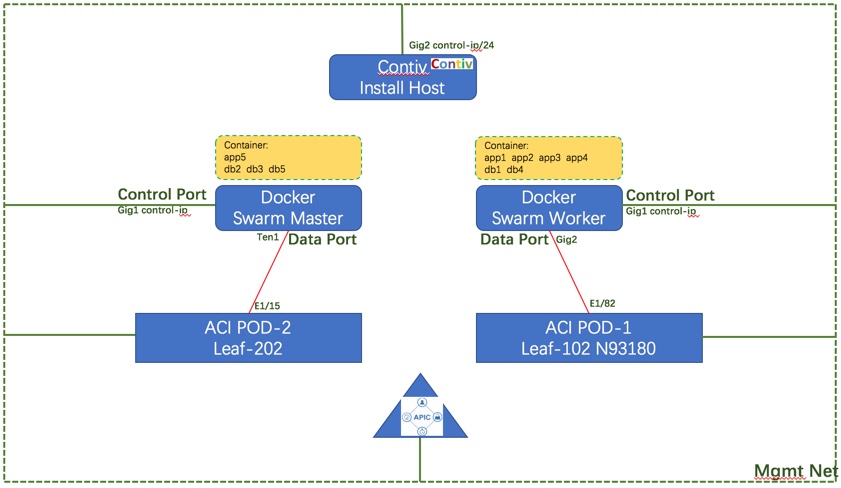 Gig2 control-ip/24
Contiv Contiv
Install Host
Container:
app5
db2 db3 db5
Container:
app1 app2 app3 app4
db1 db4
Control Port
Gig1 control-ip
Docker
Swarm Master
Docker
Swarm Worker
Control Port
Gig1 control-ip
Ten1 Data Port
Data Port Gig2
E1/15
E1/82
ACI POD-2
Leaf-202
ACI POD-1
Leaf-102 N93180
APIC
Mgmt Net